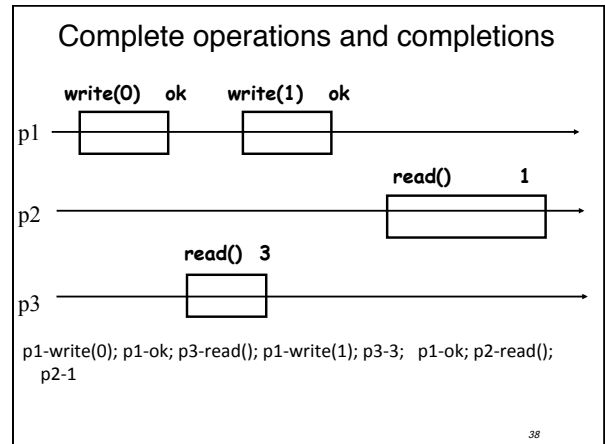 Complete operations and completions
write(0) ok write(1) ok
p1
read() 1
p2
read() 3
p3
p1-write(0); p1-ok; p3-read(); p1-write(1); p3-3; p1-ok; p2-read();
p2-1
38